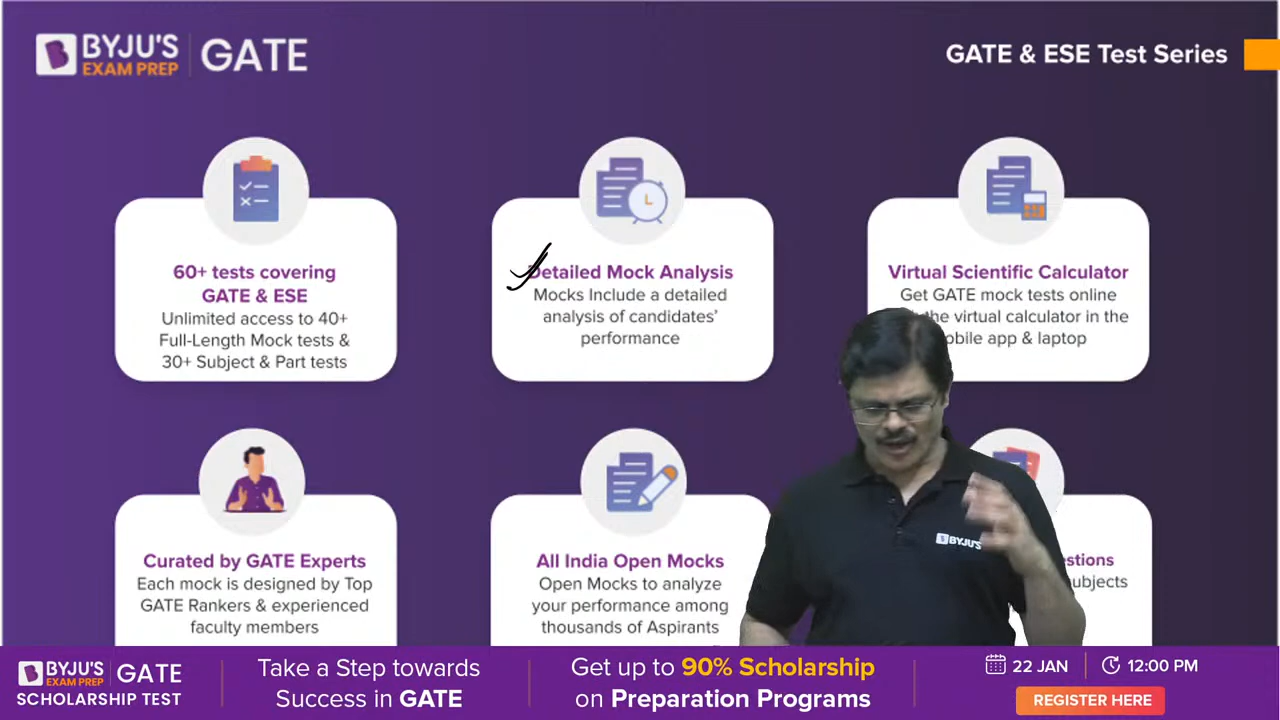 BYJU'S
EXAM PREP
GATE
GATE & ESE Test Series
60+ tests covering
GATE & ESE
Unlimited access to 40+
Full-Length Mock tests &
30+ Subject & Part tests
Detailed Mock Analysis
Mocks Include a detailed
analysis of candidates'
performance
Virtual Scientific Calculator
Get GATE mock tests online
the virtual calculator in the
app & laptop
Curated by GATE Experts
Each mock is designed by Top
GATE Rankers & experienced
faculty members
All India Open Mocks
Open Mocks to analyze
your performance among
thousands of Aspirants
BYJU'S
BYJU'S
EXAM PREP
GATE
SCHOLARSHIP TEST
Take a Step towards
Success in GATE
Get up to 90% Scholarship
on Preparation Programs
22 JAN
12:00 PM
REGISTER HERE